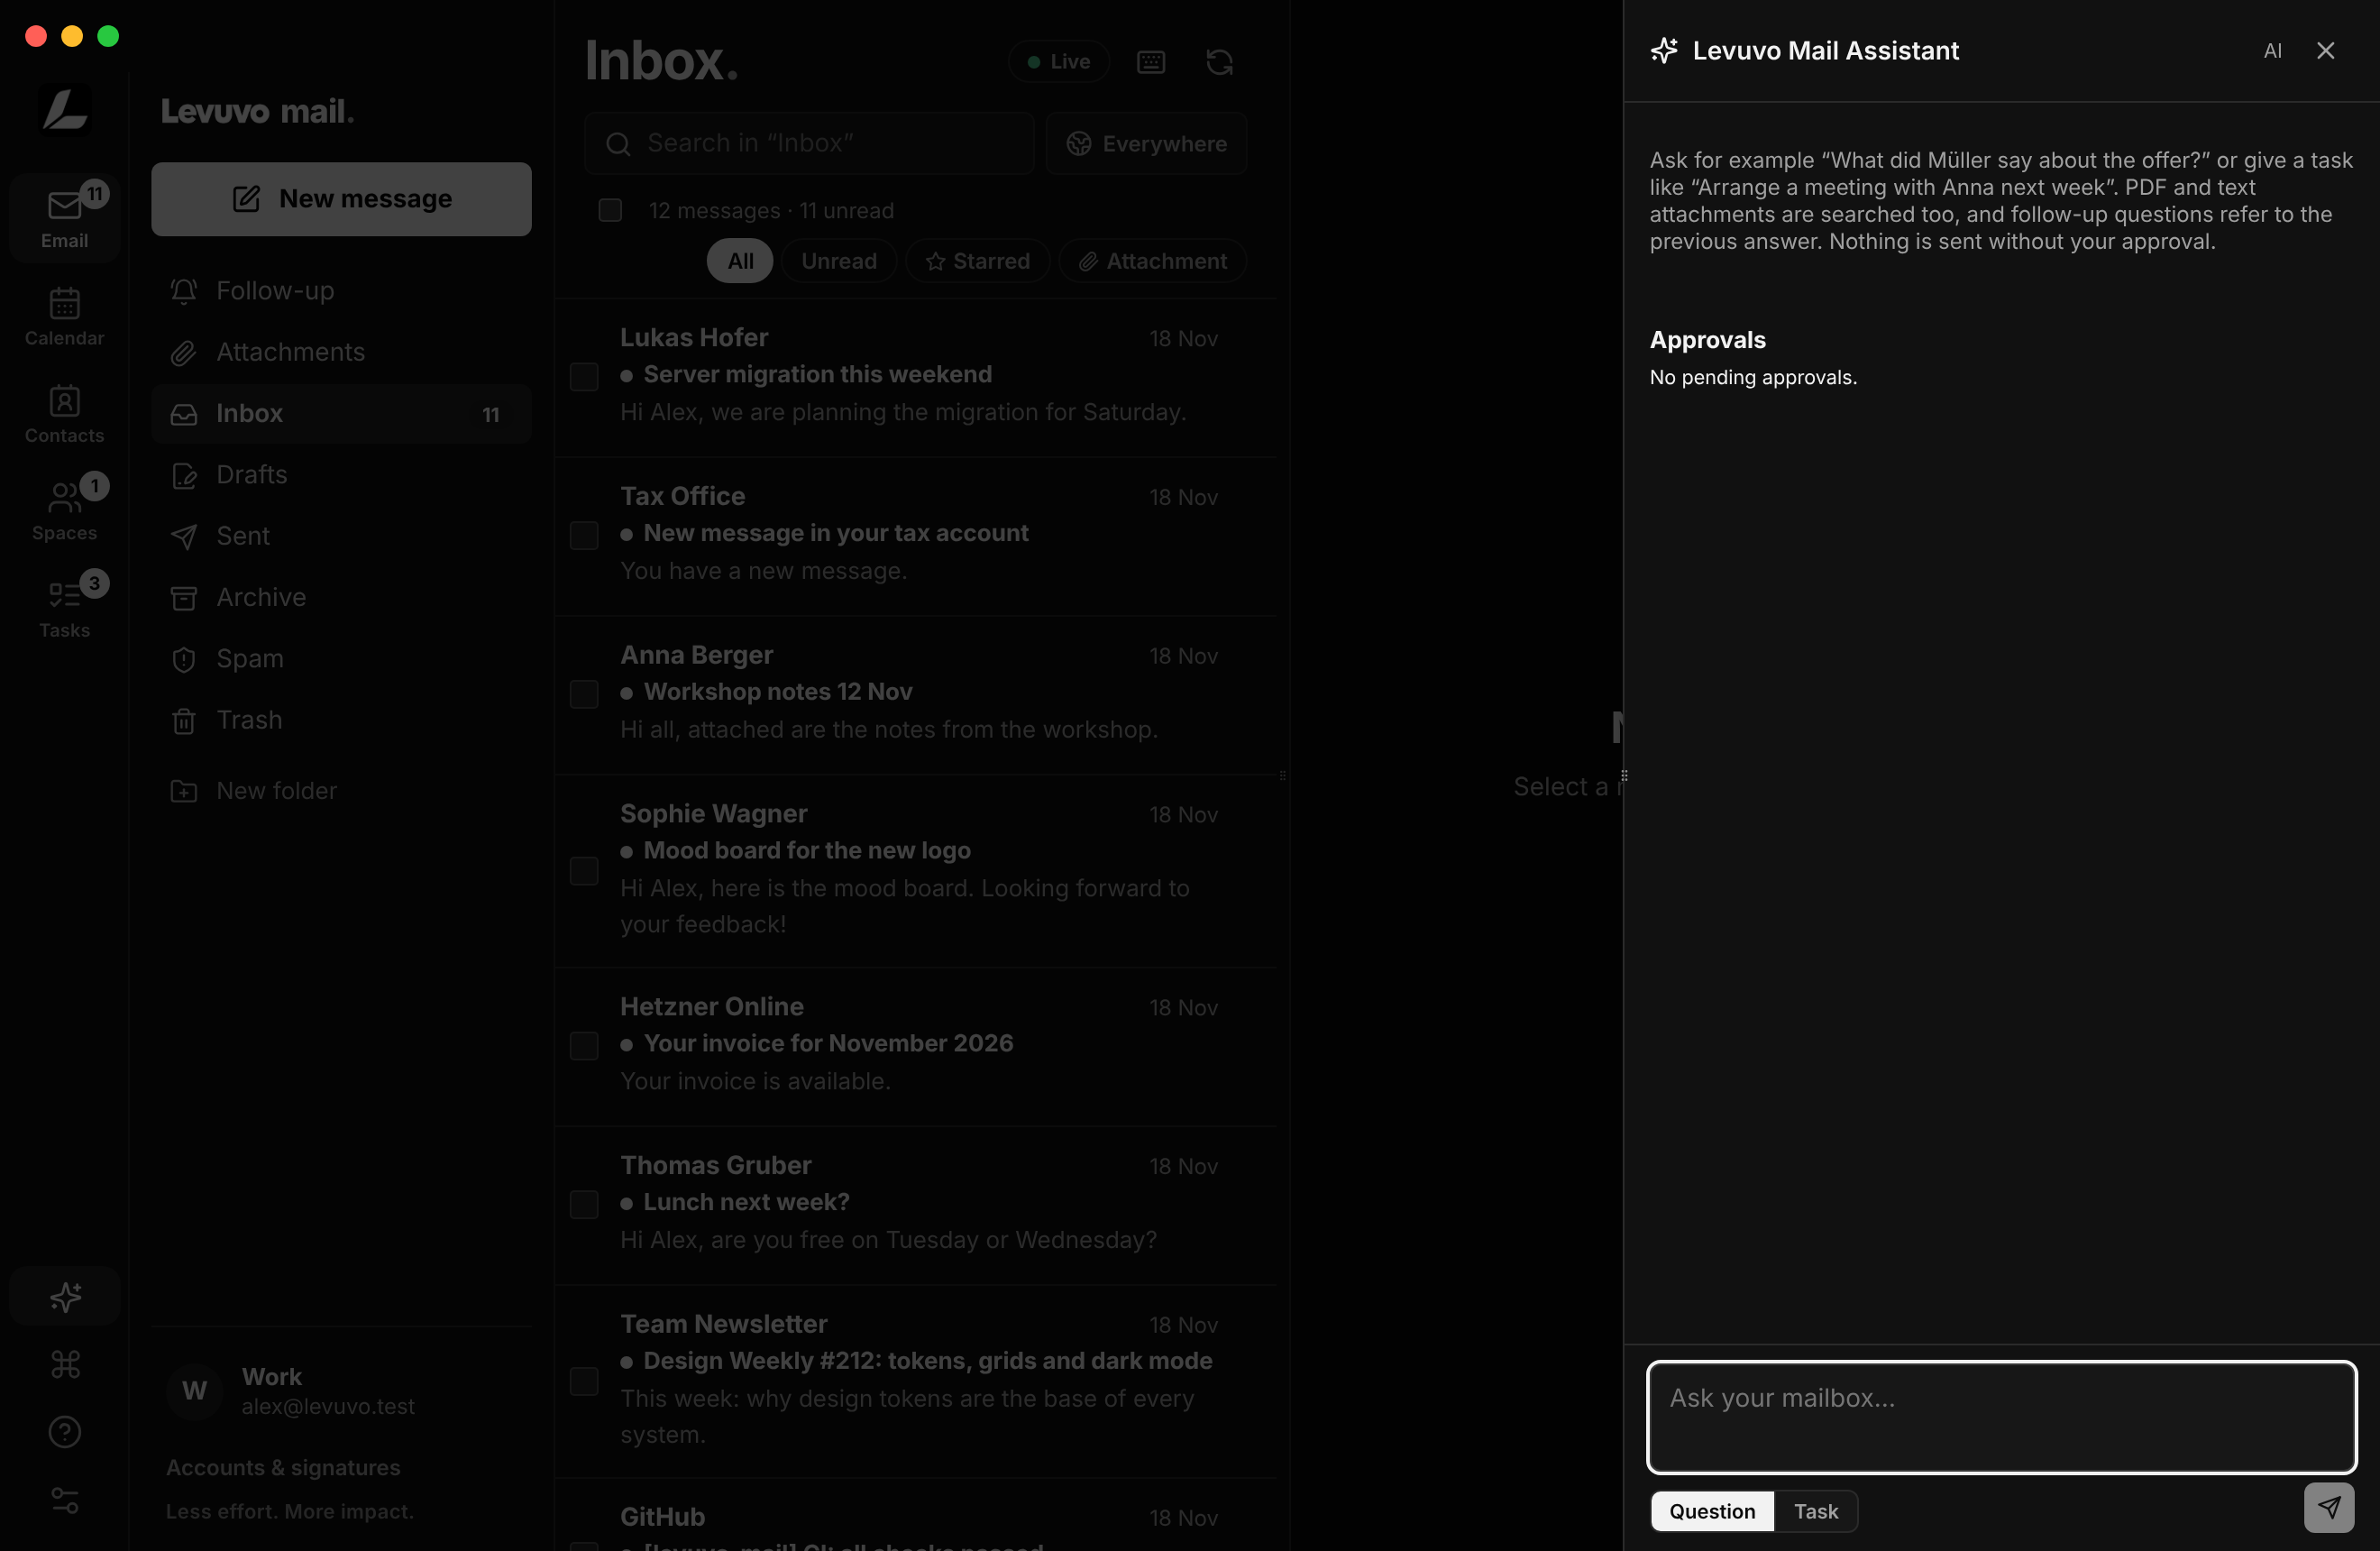 11
Email
Calendar
Contacts
1
Spaces
3
Tasks
Levuvo mail.
New message
Follow-up
Attachments
Inbox 11
Drafts
Sent
Archive
Spam
Trash
New folder
W
Work
alex@levuvo.test
Accounts & signatures
Less effort. More impact.
Inbox.
Live
Search in “Inbox”
Everywhere
12 messages · 11 unread
All Unread Starred Attachment
Lukas Hofer 18 Nov
Server migration this weekend
Hi Alex, we are planning the migration for Saturday.
Tax Office 18 Nov
New message in your tax account
You have a new message.
Anna Berger 18 Nov
Workshop notes 12 Nov
Hi all, attached are the notes from the workshop.
Sophie Wagner 18 Nov
Mood board for the new logo
Hi Alex, here is the mood board. Looking forward to
your feedback!
Hetzner Online 18 Nov
Your invoice for November 2026
Your invoice is available.
Thomas Gruber 18 Nov
Lunch next week?
Hi Alex, are you free on Tuesday or Wednesday?
Team Newsletter 18 Nov
Design Weekly #212: tokens, grids and dark mode
This week: why design tokens are the base of every
system.
GitHub 18 Nov
Select a
Levuvo Mail Assistant
AI
Ask for example “What did Müller say about the offer?” or give a task
like “Arrange a meeting with Anna next week”. PDF and text
attachments are searched too, and follow-up questions refer to the
previous answer. Nothing is sent without your approval.
Approvals
No pending approvals.
Ask your mailbox...
Question Task